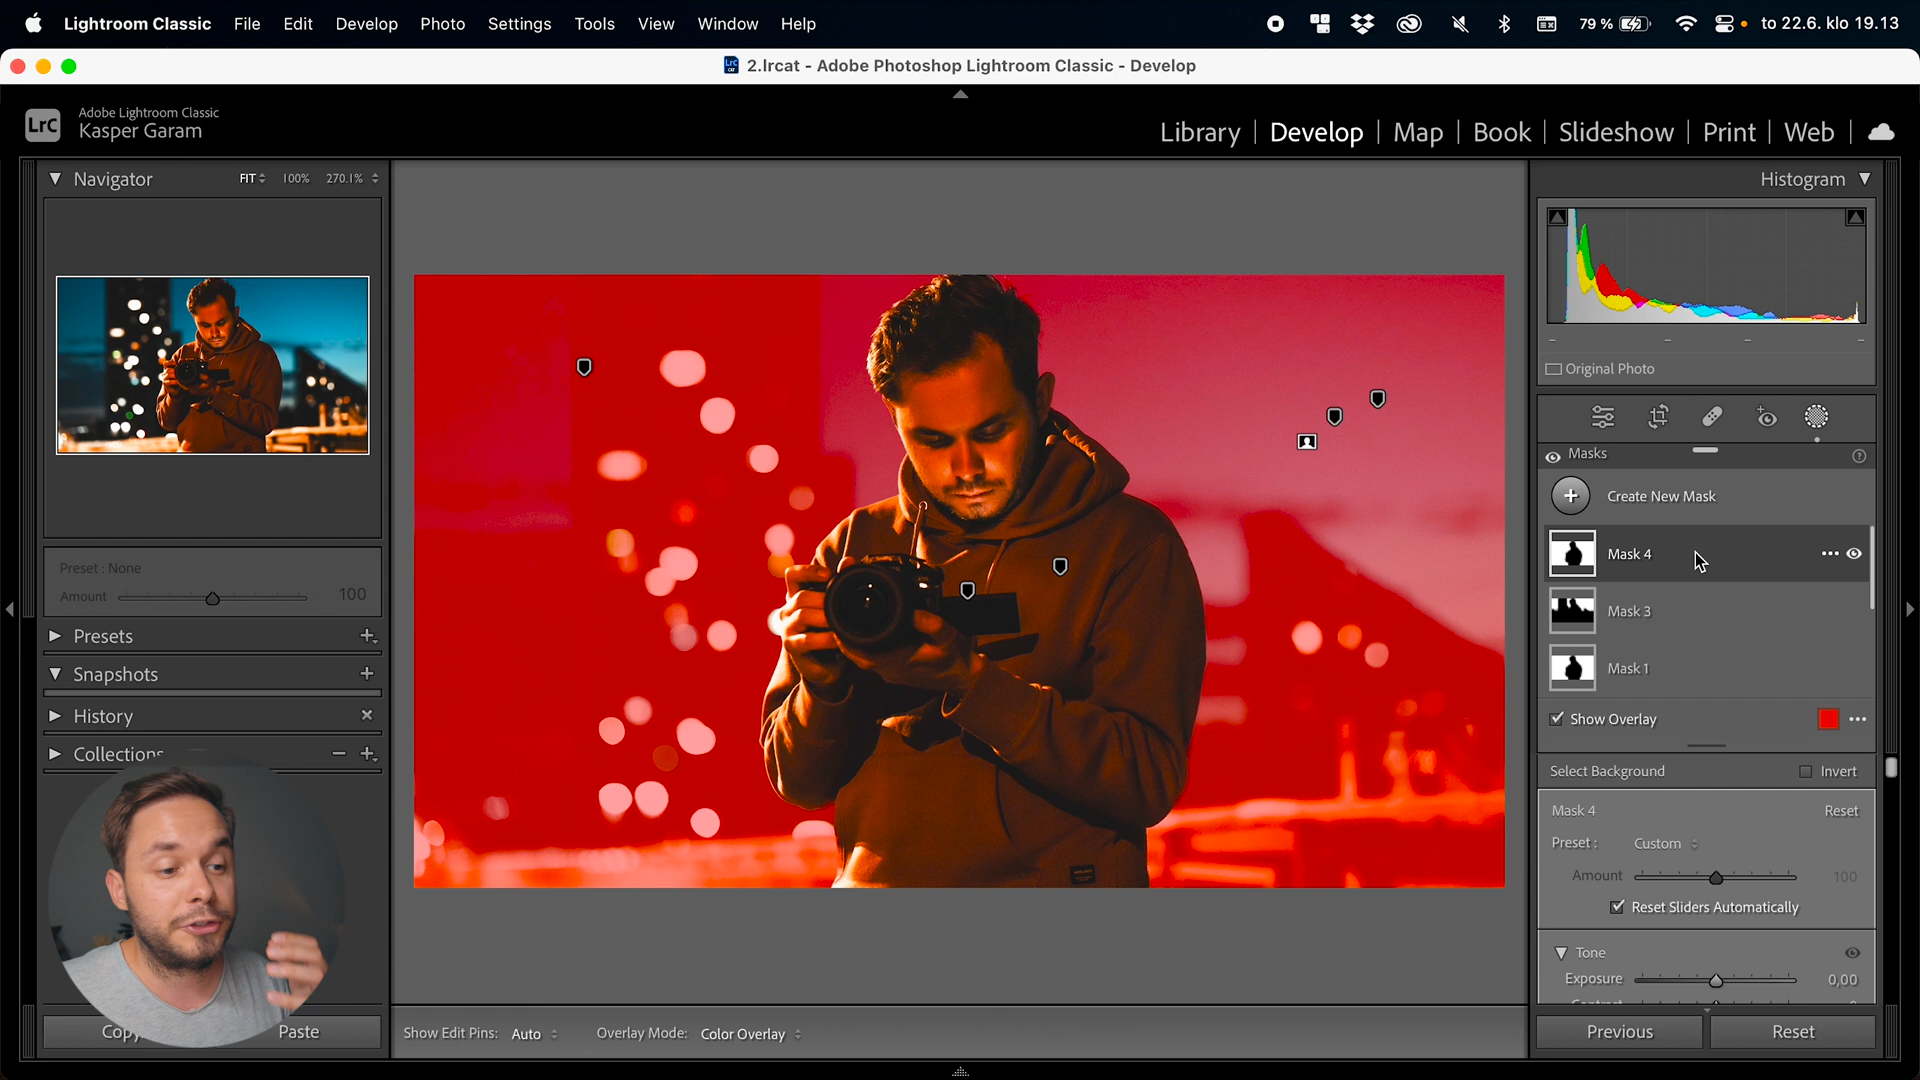 Lightroom Classic File Edit Develop Photo Settings Tools View Window Help 79 % to 22.6. klo 19.13
2.lrcat - Adobe Photoshop Lightroom Classic - Develop
LrC Adobe Lightroom Classic
Kasper Garam
Library | Develop | Map | Book | Slideshow | Print | Web
Navigator FIT 100% 270.1%
Histogram
Original Photo
Masks
Create New Mask
Mask 4
Mask 3
Mask 1
Show Overlay
Preset : None
Amount 100
Presets
Snapshots
History
Collections
Select Background Invert
Mask 4 Reset
Preset : Custom
Amount 100
Reset Sliders Automatically
Tone
Exposure 0,00
Copy... Paste
Show Edit Pins: Auto Overlay Mode: Color Overlay
Previous Reset